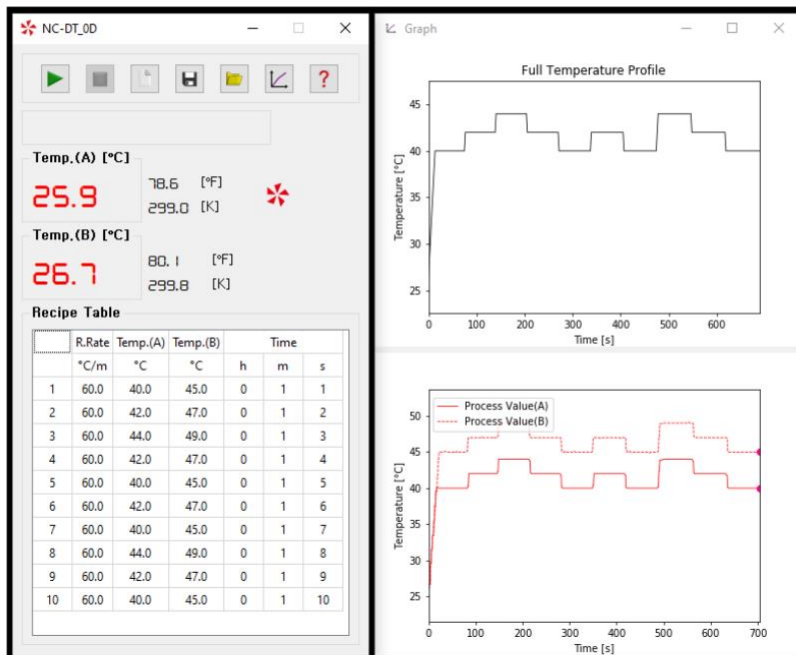 NC-DT_0D
Temp.(A) [°C]
25.9
78.6 [°F]
299.0 [K]
Temp.(B) [°C]
26.7
80.1 [°F]
299.8 [K]
Recipe Table
R.Rate Temp.(A) Temp.(B) Time
°C/m °C °C h m s
1 60.0 40.0 45.0 0 1 1
2 60.0 42.0 47.0 0 1 2
3 60.0 44.0 49.0 0 1 3
4 60.0 42.0 47.0 0 1 4
5 60.0 40.0 45.0 0 1 5
6 60.0 42.0 47.0 0 1 6
7 60.0 40.0 45.0 0 1 7
8 60.0 44.0 49.0 0 1 8
9 60.0 42.0 47.0 0 1 9
10 60.0 40.0 45.0 0 1 10
Graph
Full Temperature Profile
Temperature [°C]
45
40
35
30
25
0 100 200 300 400 500 600
Time [s]
Process Value(A)
Process Value(B)
Temperature [°C]
50
45
40
35
30
25
0 100 200 300 400 500 600 700
Time [s]